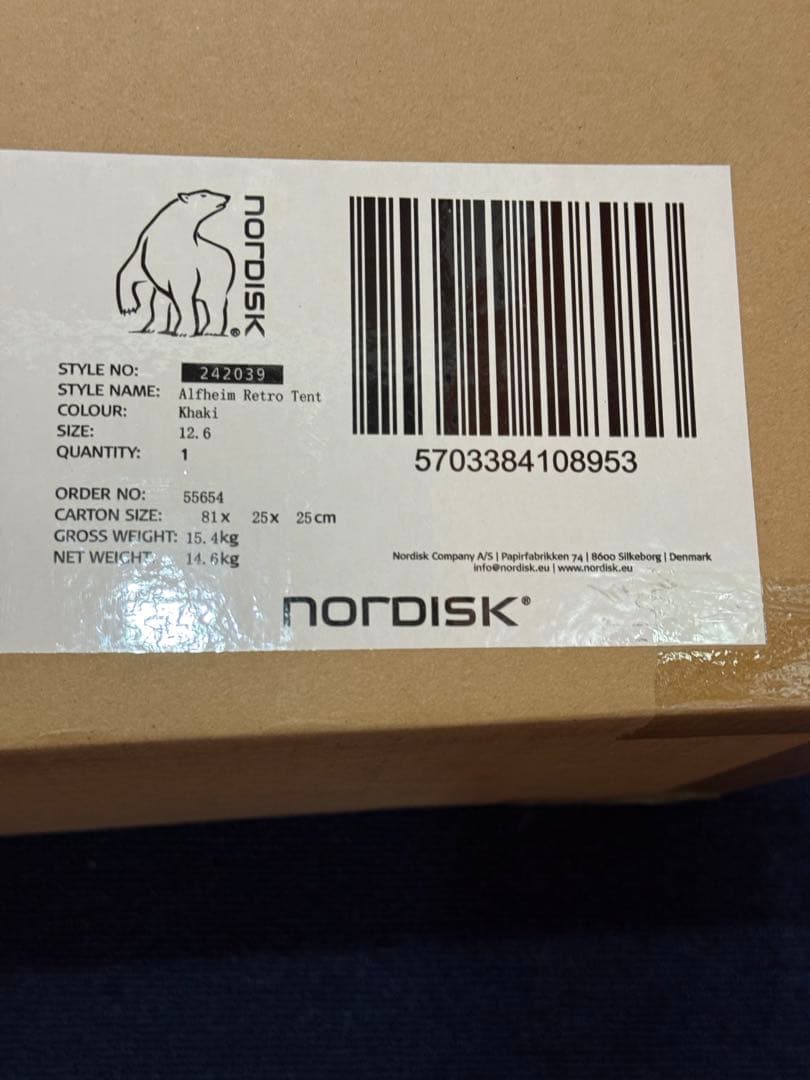 NORDISK®
STYLE NO: 242039
STYLE NAME: Alfheim Retro Tent
COLOUR: Khaki
SIZE: 12.6
QUANTITY: 1
ORDER NO: 55654
CARTON SIZE: 81x 25x 25cm
GROSS WEIGHT: 15.4kg
NET WEIGHT 14.6kg
5703384108953
Nordisk Company A/S | Papirfabrikken 74 | 8600 Silkeborg | Denmark
info@nordisk.eu | www.nordisk.eu
NORDISK®